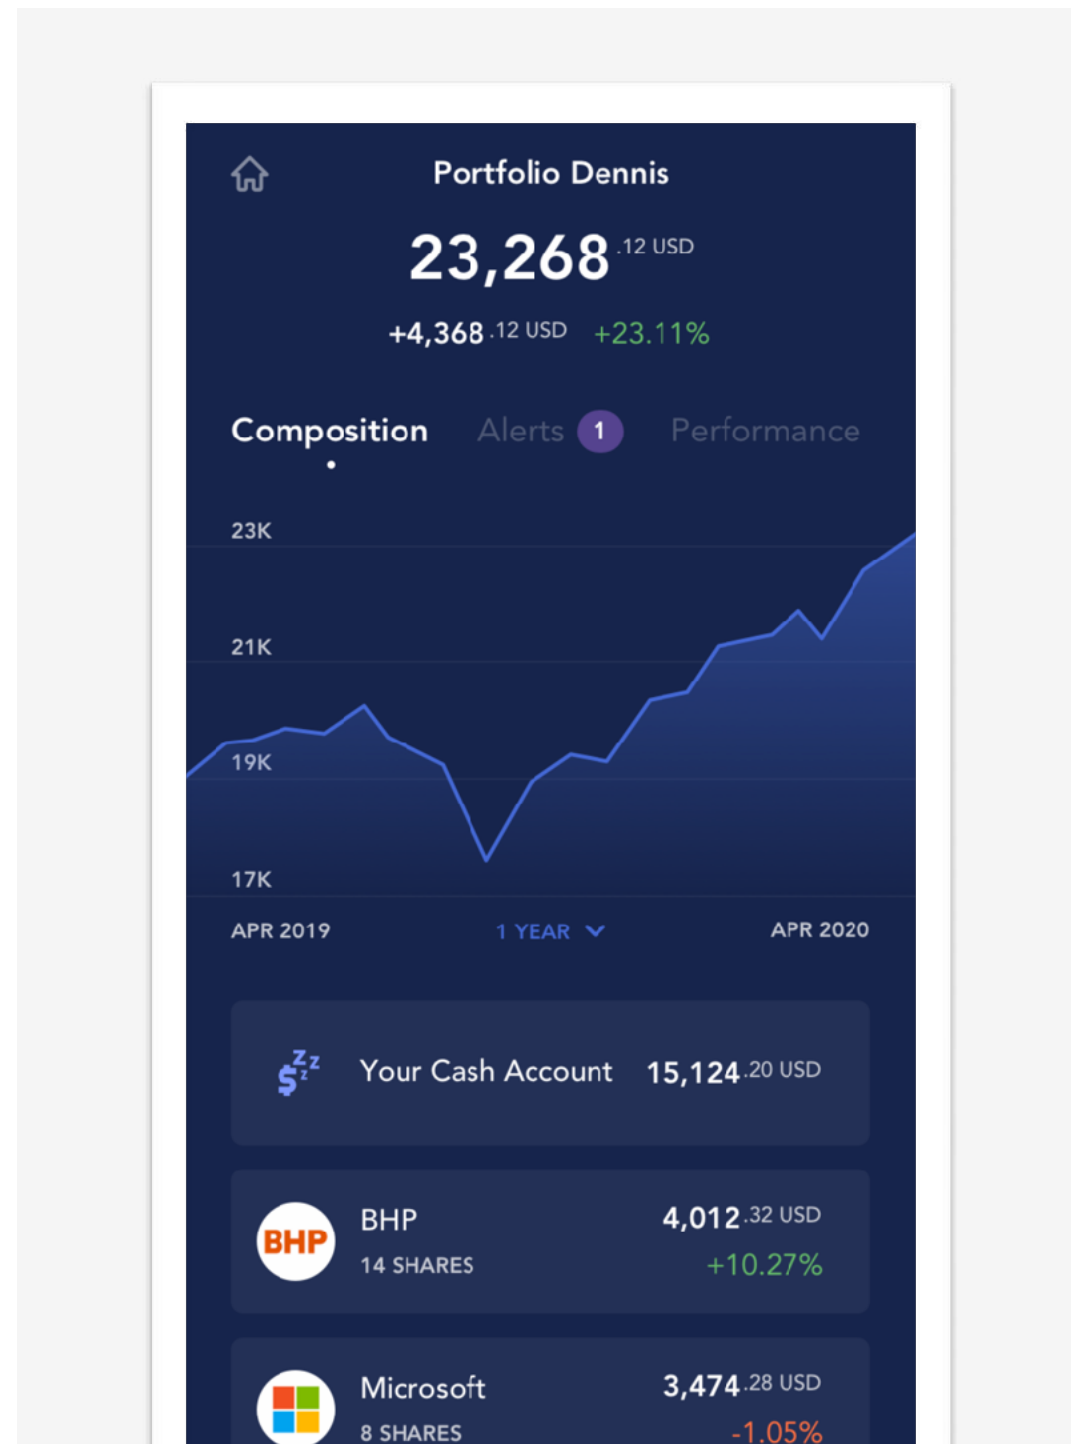 Portfolio Dennis
23,268.12 USD
+4,368.12 USD +23.11%
Composition Alerts 1 Performance
23K
21K
19K
17K
APR 2019 1 YEAR APR 2020
$zzz Your Cash Account 15,124.20 USD
BHP BHP 4,012.32 USD
14 SHARES +10.27%
Microsoft 3,474.28 USD
8 SHARES -1.05%